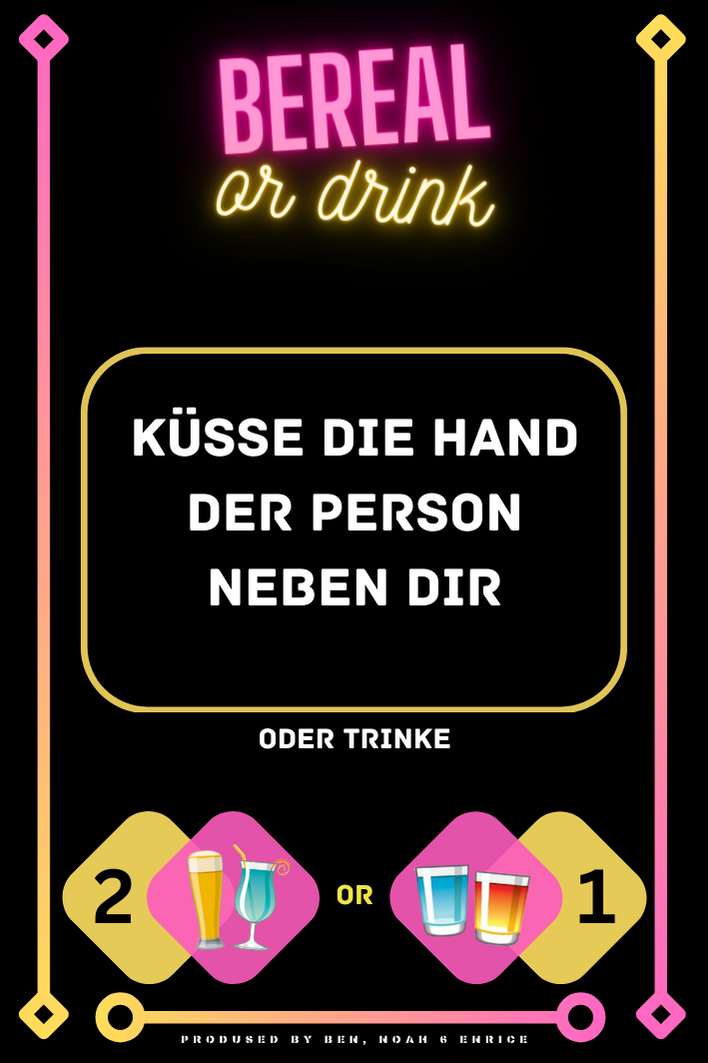 BEREAL
or drink
KÜSSE DIE HAND
DER PERSON
NEBEN DIR
ODER TRINKE
2 OR 1
PRODUSED BY BEN, NOAH & ENRICE